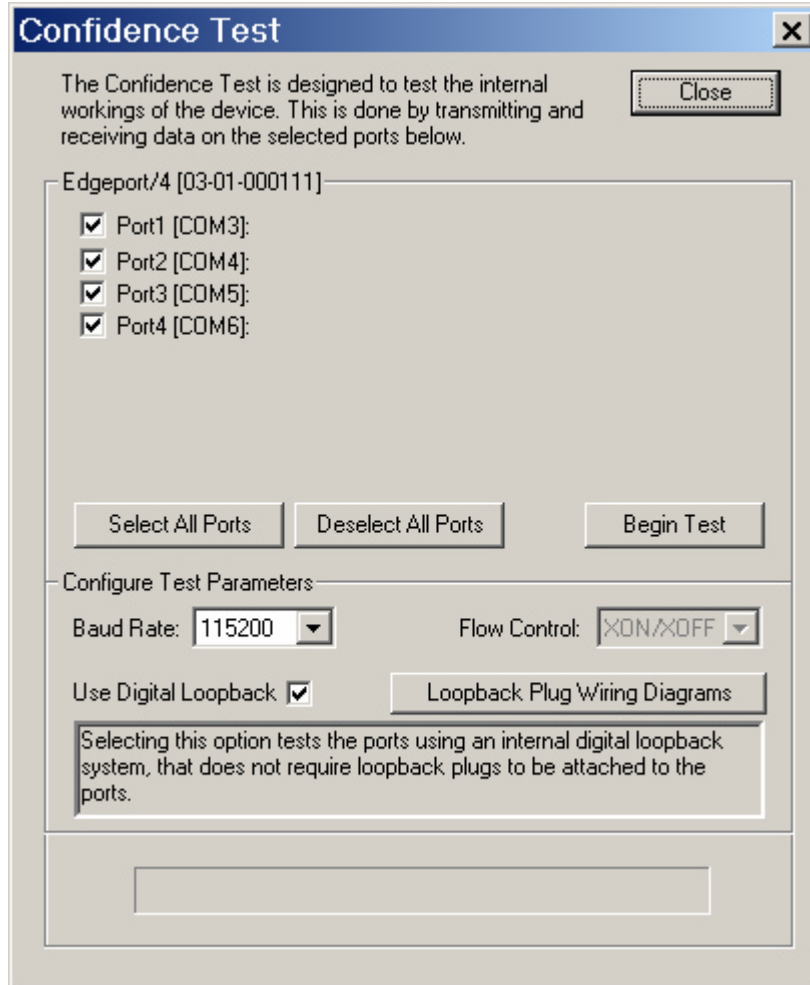 Confidence Test
The Confidence Test is designed to test the internal
workings of the device. This is done by transmitting and
receiving data on the selected ports below.
Close
Edgeport/4 [03-01-000111]
Port1 [COM3]:
Port2 [COM4]:
Port3 [COM5]:
Port4 [COM6]:
Select All Ports
Deselect All Ports
Begin Test
Configure Test Parameters
Baud Rate: 115200
Flow Control: XON/XOFF
Use Digital Loopback
Loopback Plug Wiring Diagrams
Selecting this option tests the ports using an internal digital loopback
system, that does not require loopback plugs to be attached to the
ports.